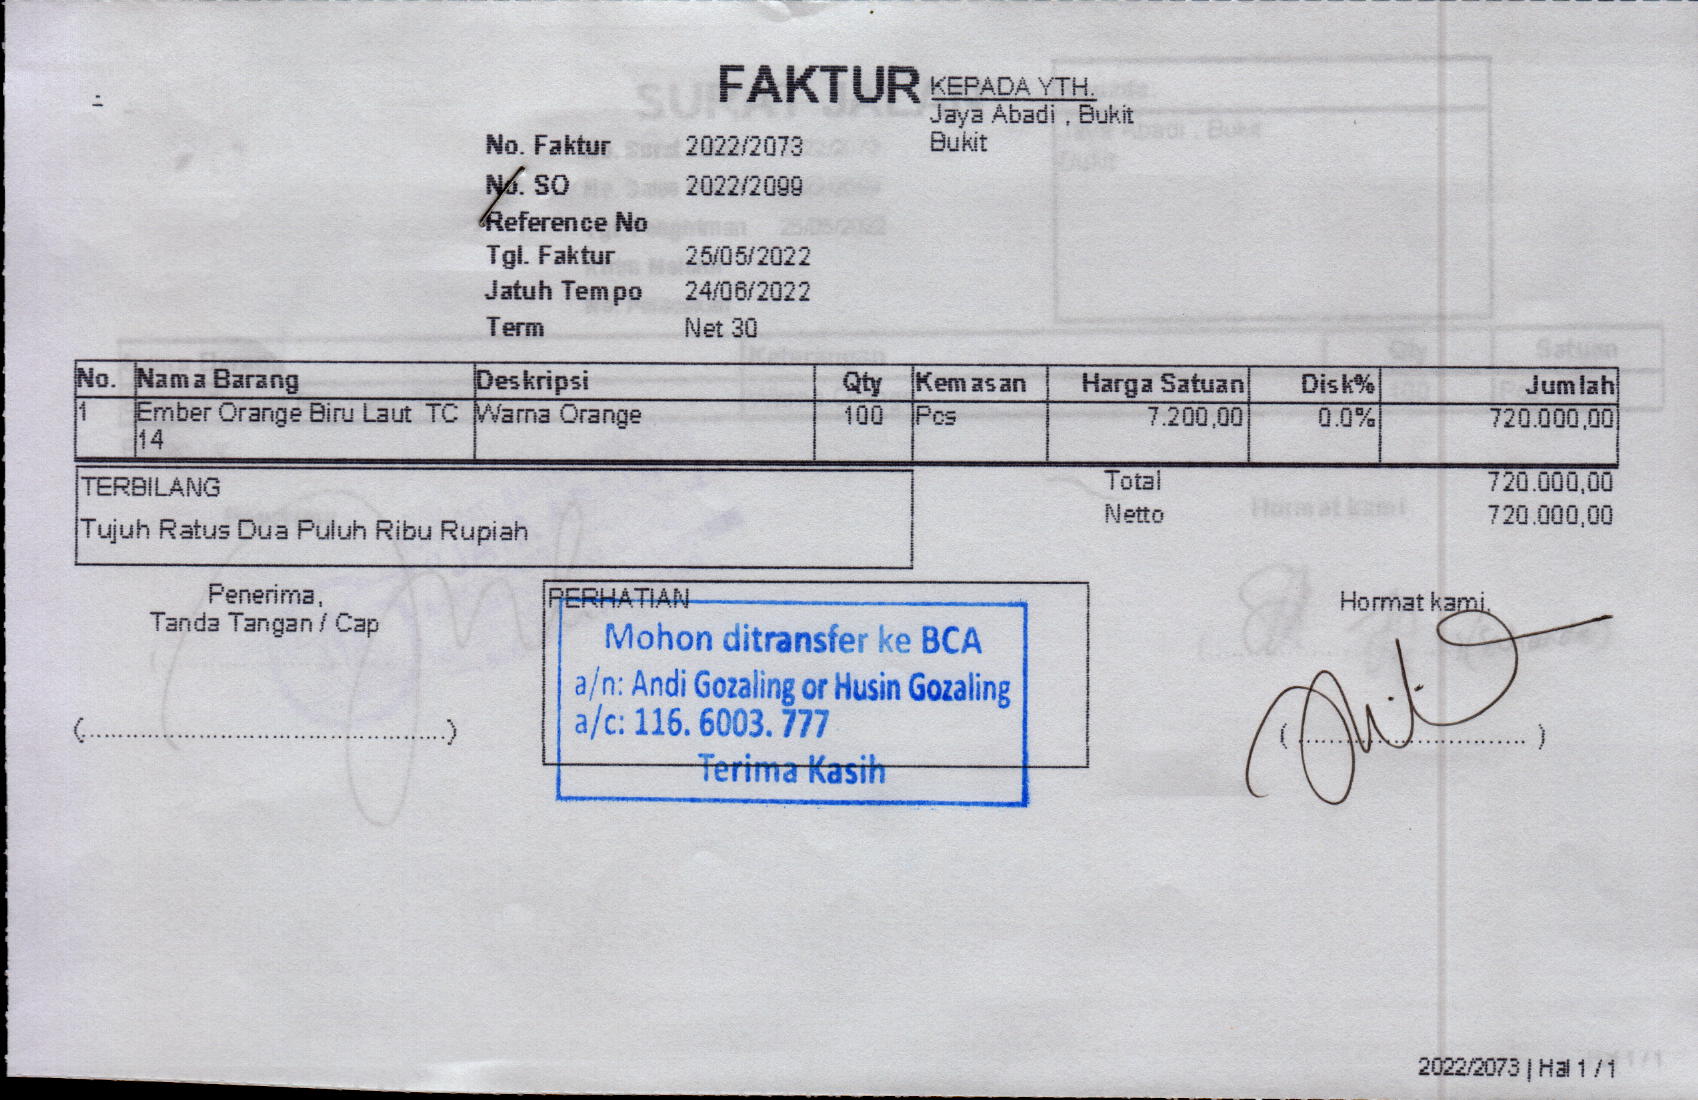 FAKTUR
KEPADA YTH.
Jaya Abadi , Bukit
Bukit
No. Faktur 2022/2073
No. SO 2022/2099
Reference No
Tgl. Faktur 25/05/2022
Jatuh Tempo 24/06/2022
Term Net 30
No. Nama Barang Deskripsi Qty Kemasan Harga Satuan Disk% Jumlah
1 Ember Orange Biru Laut TC Warna Orange 100 Pcs 7.200,00 0.0% 720.000,00
14
TERBILANG
Tujuh Ratus Dua Puluh Ribu Rupiah
Total 720.000,00
Netto 720.000,00
Penerima,
Tanda Tangan / Cap
(............................................)
PERHATIAN
Mohon ditransfer ke BCA
a/n: Andi Gozaling or Husin Gozaling
a/c: 116. 6003. 777
Terima Kasih
Hormat kami,
(............................)
2022/2073 | Hal 1 / 1